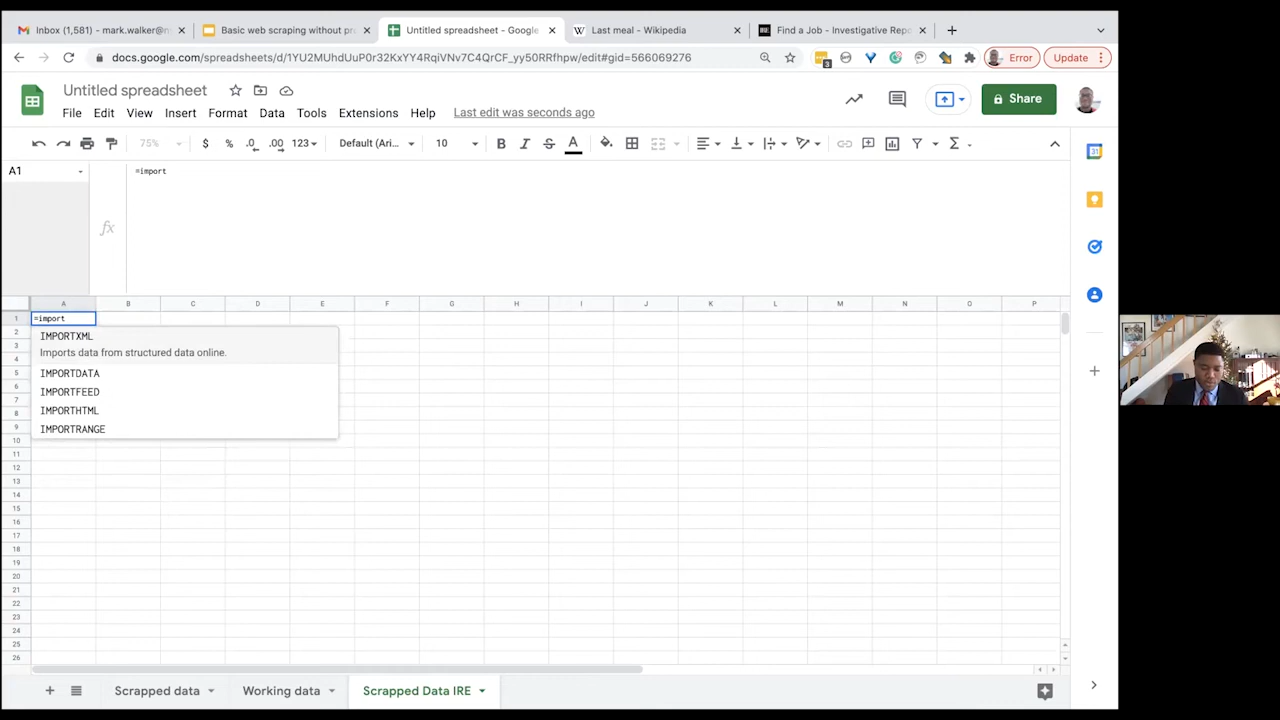 Inbox (1,581) - mark.walker@n
Basic web scraping without pro
Untitled spreadsheet - Google
Last meal - Wikipedia
Find a Job - Investigative Repo
docs.google.com/spreadsheets/d/1YU2MUhdUuP0r32KxYY4RqiVNv7C4QrCF_yy50RRfhpw/edit#gid=566069276
3
Error
Update
Untitled spreadsheet
Share
File Edit View Insert Format Data Tools Extensions Help Last edit was seconds ago
75% $ % .0 .00 123 Default (Ari... 10 B I S A
31
A1
=import
fx
A B C D E F G H I J K L M N O P
1 =import
2
IMPORTXML
3
Imports data from structured data online.
4
5
IMPORTDATA
6
IMPORTFEED
7
8
IMPORTHTML
9
IMPORTRANGE
10
11
12
13
14
15
16
17
18
19
20
21
22
23
24
25
26
Scrapped data
Working data
Scrapped Data IRE